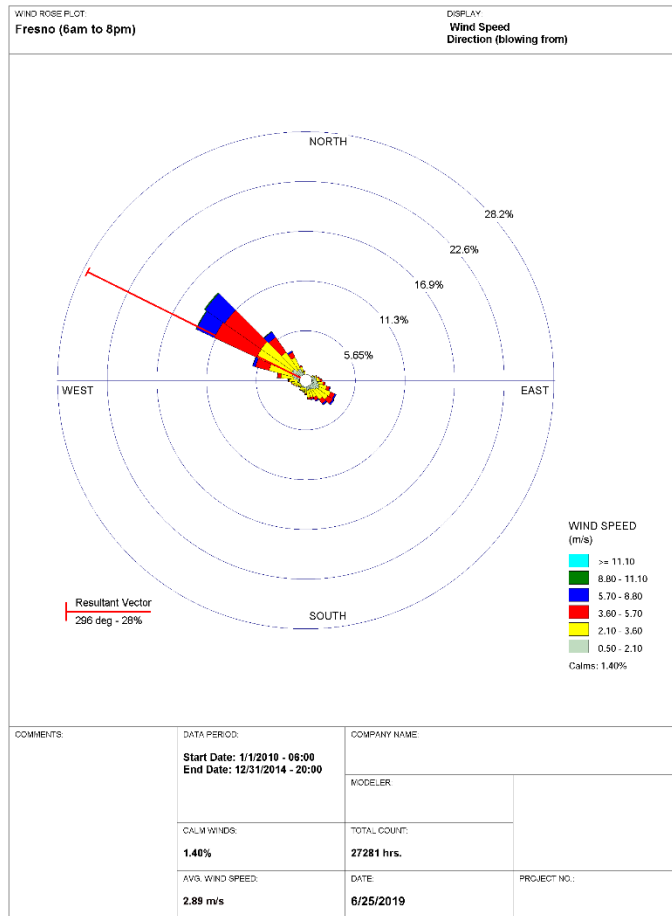 WIND ROSE PLOT:
Fresno (6am to 8pm)
DISPLAY:
Wind Speed
Direction (blowing from)
NORTH
28.2%
22.6%
16.9%
11.3%
5.65%
WEST
EAST
SOUTH
WIND SPEED
(m/s)
>= 11.10
8.80 - 11.10
5.70 - 8.80
3.60 - 5.70
2.10 - 3.60
0.50 - 2.10
Calms: 1.40%
Resultant Vector
296 deg - 28%
COMMENTS:
DATA PERIOD:
Start Date: 1/1/2010 - 06:00
End Date: 12/31/2014 - 20:00
COMPANY NAME:
MODELER:
CALM WINDS:
1.40%
TOTAL COUNT:
27281 hrs.
AVG. WIND SPEED:
2.89 m/s
DATE:
6/25/2019
PROJECT NO.: